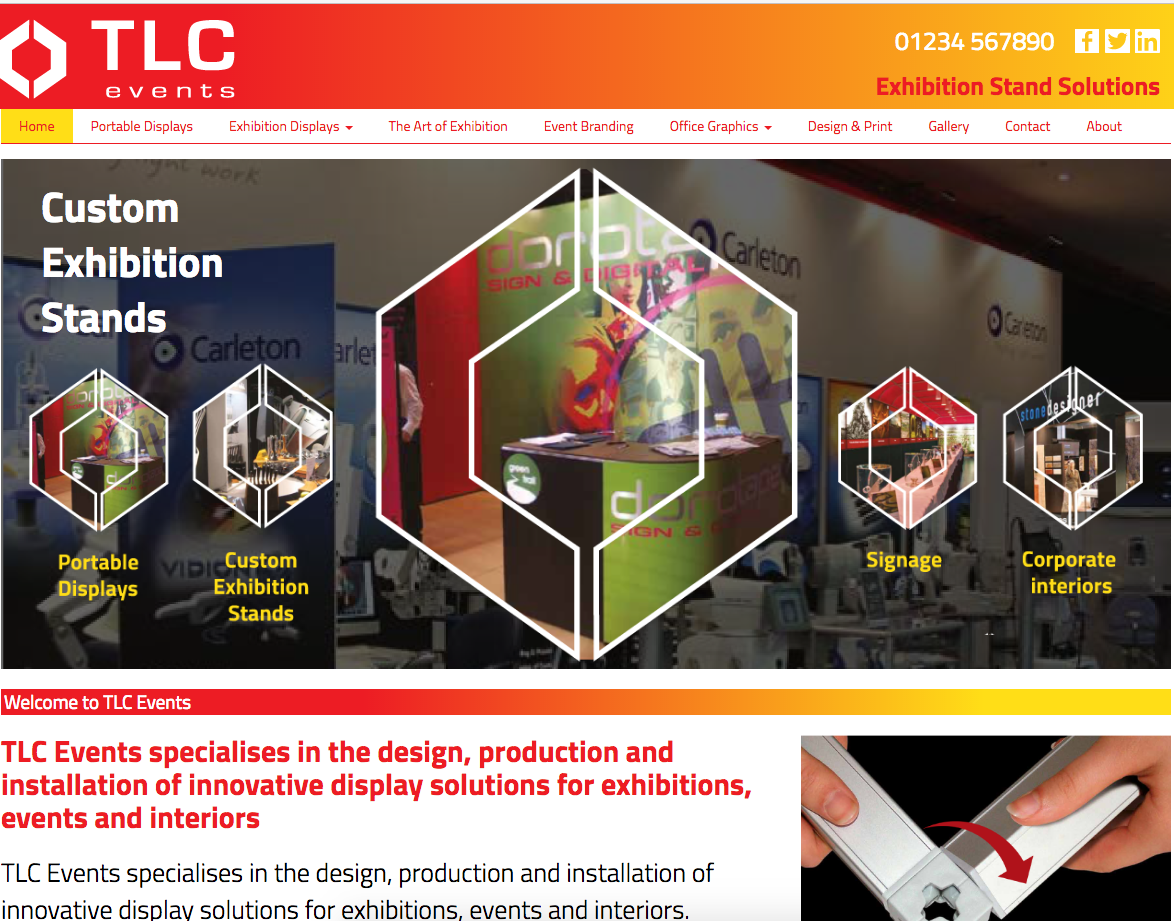 TLC
events
01234 567890
Exhibition Stand Solutions
Home
Portable Displays
Exhibition Displays
The Art of Exhibition
Event Branding
Office Graphics
Design & Print
Gallery
Contact
About
light work
Custom
Exhibition
Stands
Carleton
SIGN & DIGITAL
Carleton
Carleton
green
stonedesigner
SIGN &
Portable
Displays
Custom
Exhibition
Stands
Signage
Corporate
interiors
Welcome to TLC Events
TLC Events specialises in the design, production and
installation of innovative display solutions for exhibitions,
events and interiors
TLC Events specialises in the design, production and installation of
innovative display solutions for exhibitions, events and interiors.